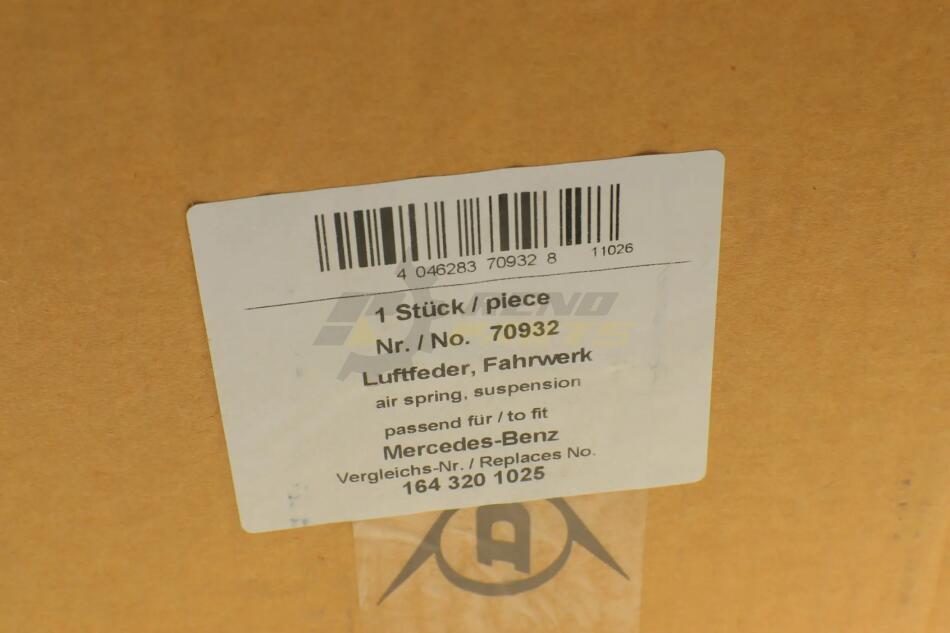 4 046283 70932 8
11026
1 Stück / piece
Nr. / No. 70932
Luftfeder, Fahrwerk
air spring, suspension
passend für / to fit
Mercedes-Benz
Vergleichs-Nr. / Replaces No.
164 320 1025